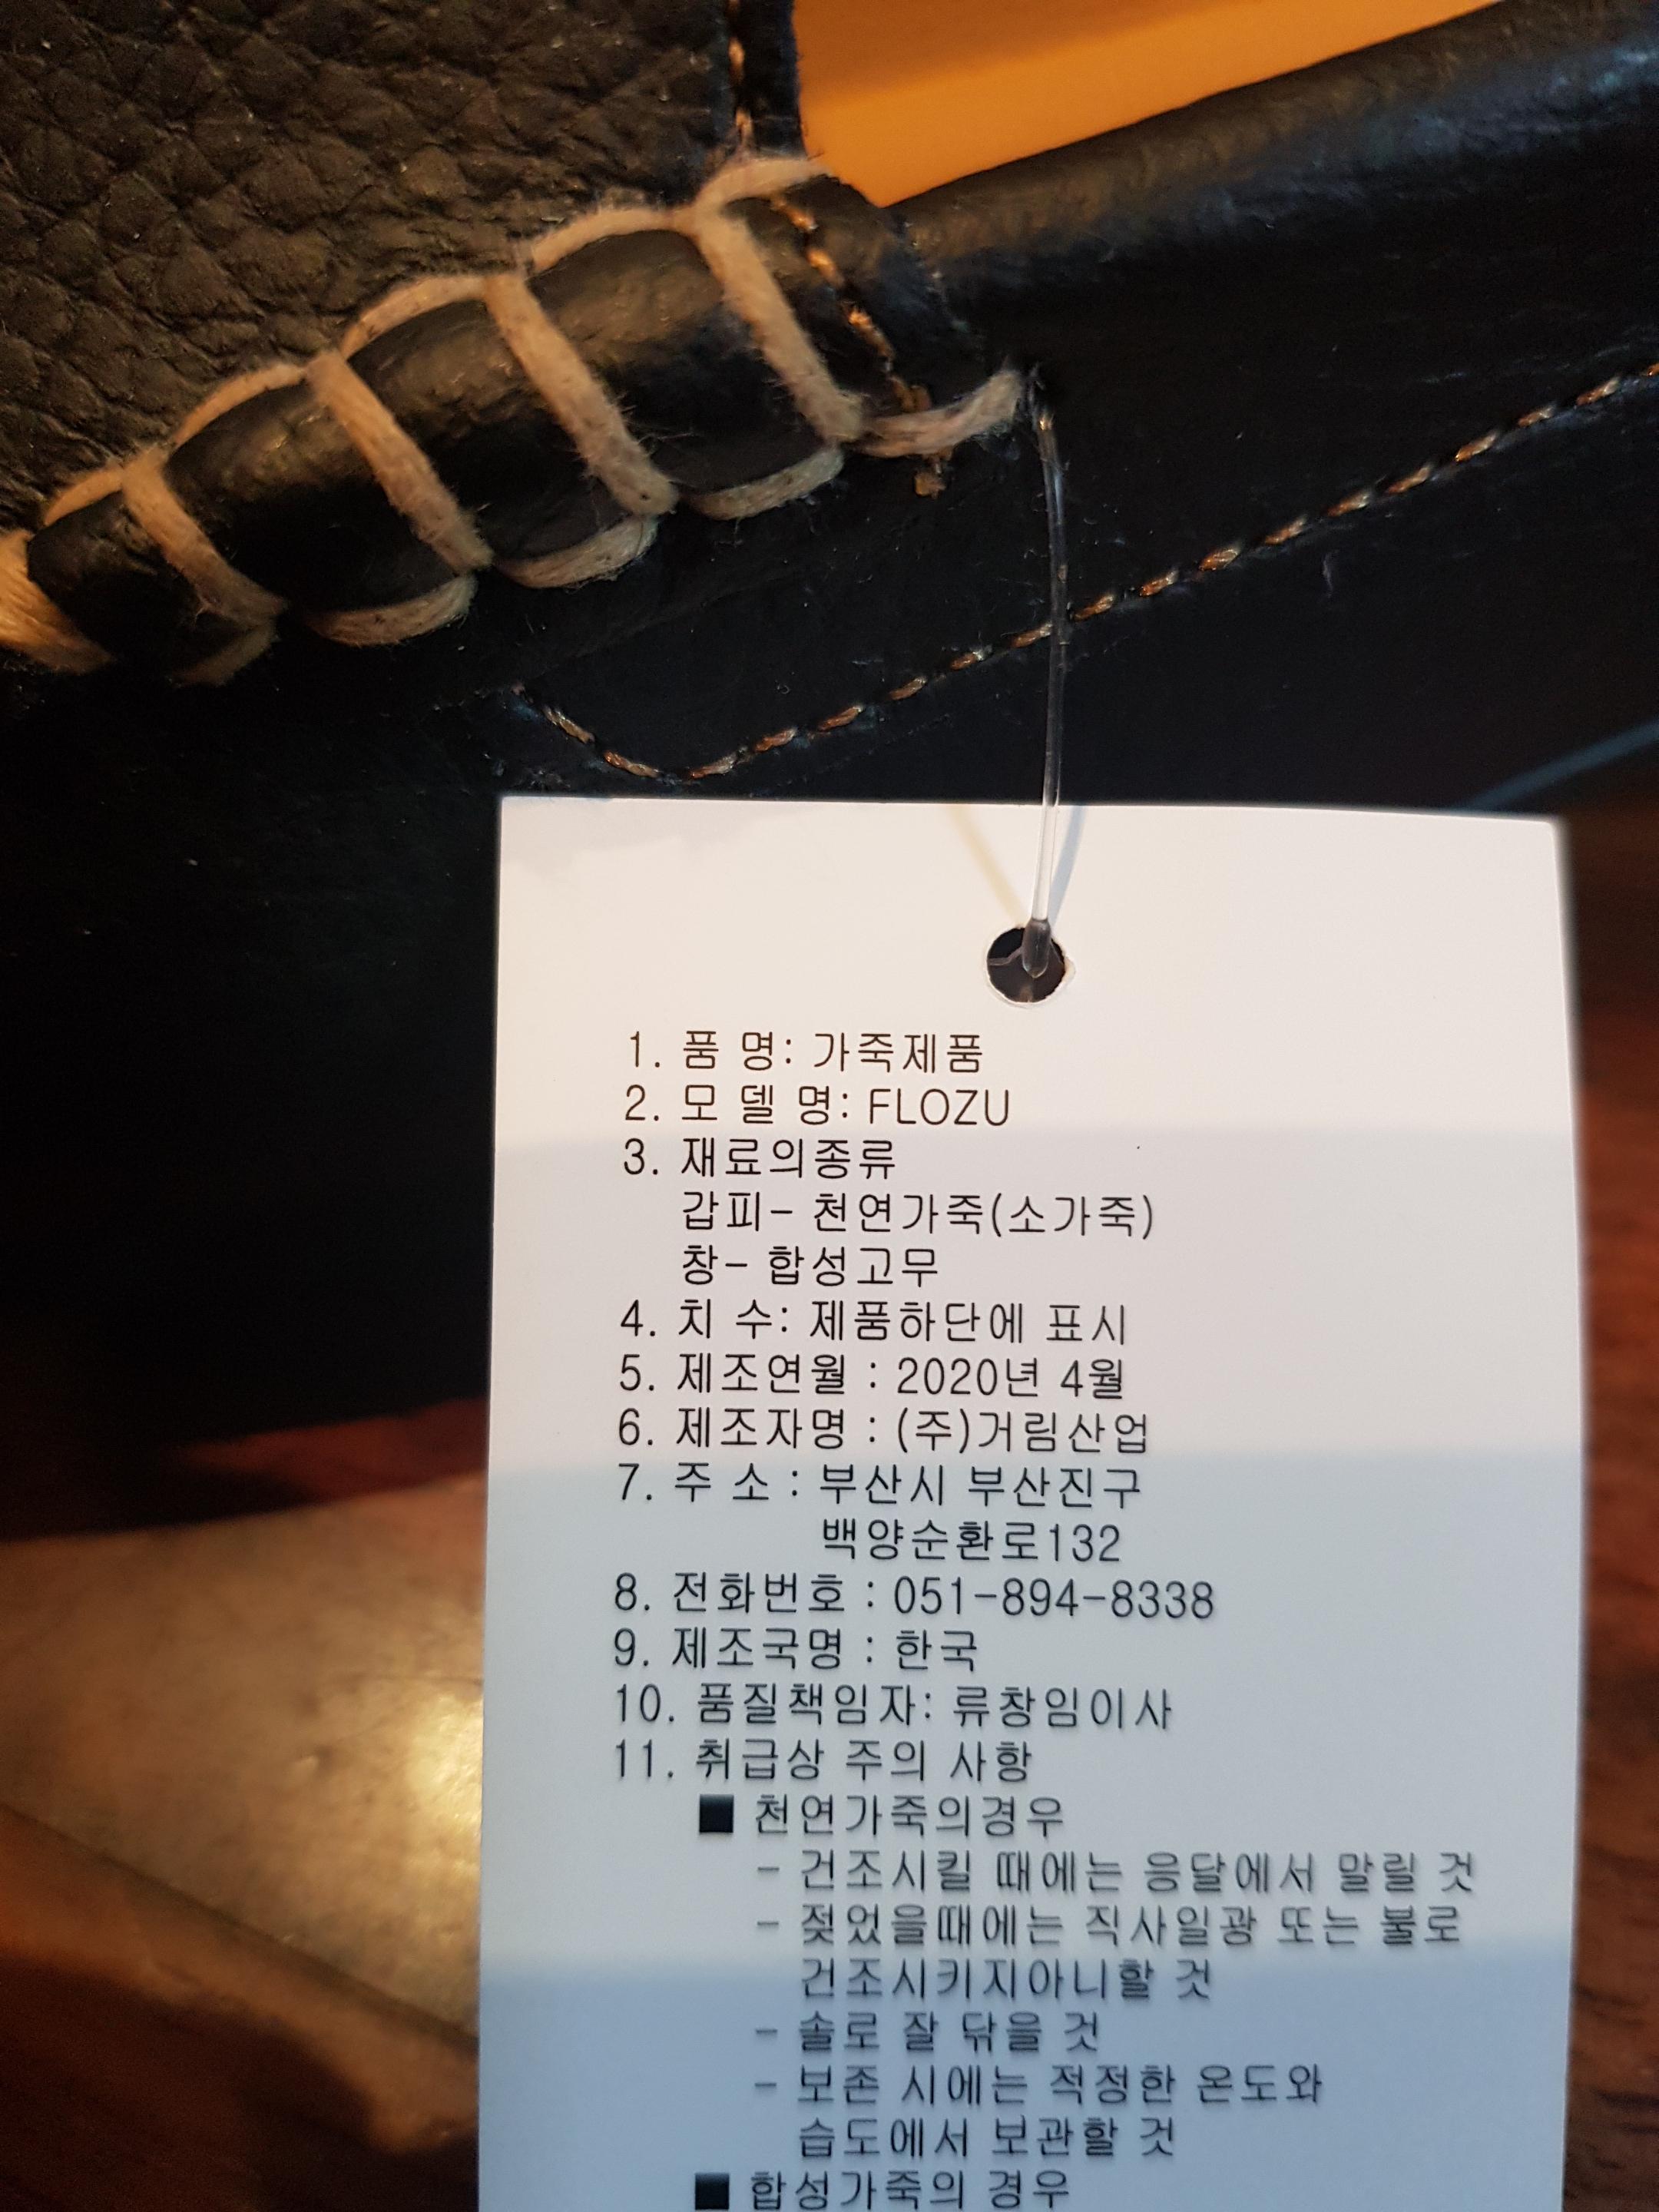 1. 품 명: 가죽제품
2. 모 델 명: FLOZU
3. 재료의종류
갑피- 천연가죽(소가죽)
창- 합성고무
4. 치 수: 제품하단에 표시
5. 제조연월 : 2020년 4월
6. 제조자명 : (주)거림산업
7. 주 소 : 부산시 부산진구
백양순환로132
8. 전화번호 : 051-894-8338
9. 제조국명 : 한국
10. 품질책임자: 류창임이사
11. 취급상 주의 사항
■ 천연가죽의경우
- 건조시킬 때에는 응달에서 말릴 것
- 젖었을때에는 직사일광 또는 불로
건조시키지아니할 것
- 솔로 잘 닦을 것
- 보존 시에는 적정한 온도와
습도에서 보관할 것
■ 합성가죽의 경우